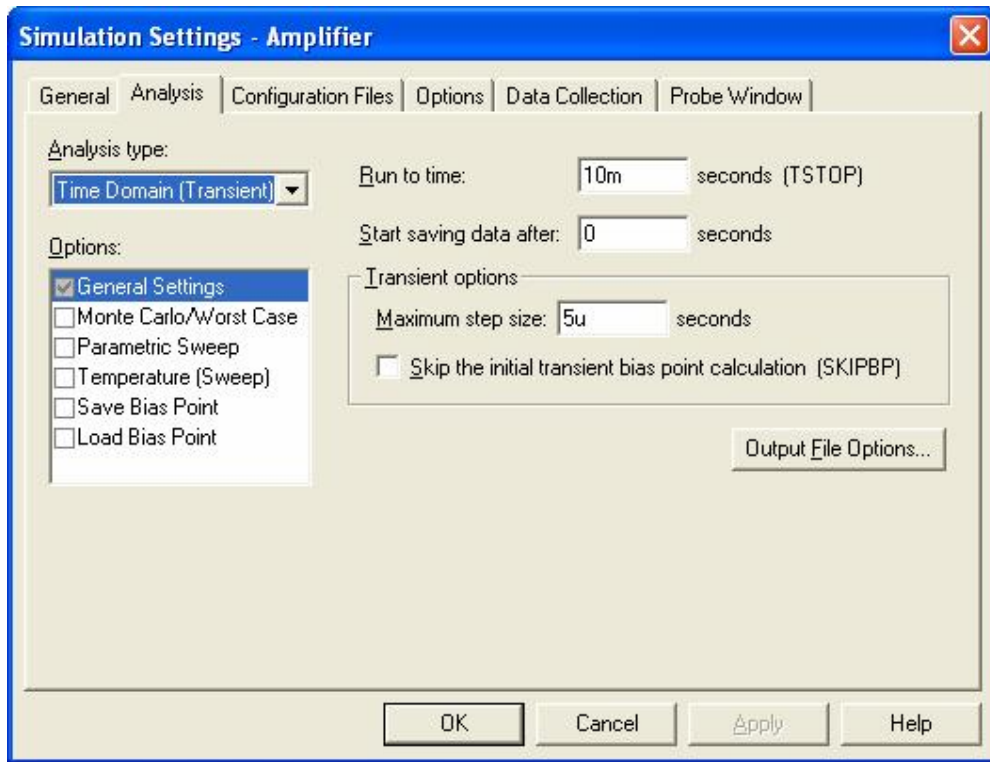 Simulation Settings - Amplifier
General Analysis Configuration Files Options Data Collection Probe Window
Analysis type:
Time Domain (Transient)
Options:
General Settings
Monte Carlo/Worst Case
Parametric Sweep
Temperature (Sweep)
Save Bias Point
Load Bias Point
Run to time: 10m seconds (TSTOP)
Start saving data after: 0 seconds
Transient options
Maximum step size: 5u seconds
Skip the initial transient bias point calculation (SKIPBP)
Output File Options...
OK Cancel Apply Help